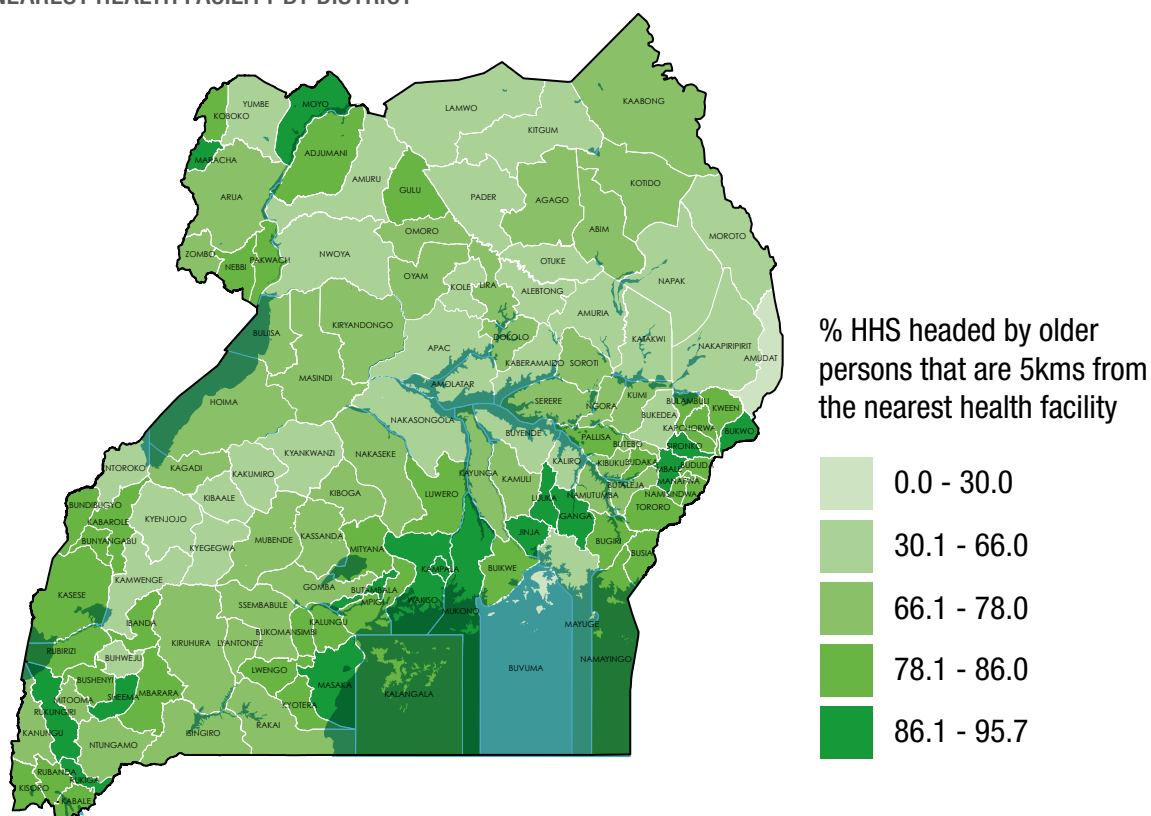 NEAREST HEALTH FACILITY BY DISTRICT
KAABONG
YUMBE
MOYO
LAMWO
KOBOKO
KITGUM
MARACHA
ADJUMANI
AMURU
GULU
KOTIDO
ARUA
PADER
AGAGO
ABIM
OMORO
MOROTO
ZOMBO
NEBBI
PAKWACH
NWOYA
OTUKE
OYAM
KOLE
LIRA
ALEBTONG
NAPAK
AMURIA
BULIISA
KIRYANDONGO
DOKOLO
KATAKWI
NAKAPIRIPIRIT
AMUDAT
APAC
KABERAMAIDO
SOROTI
MASINDI
AMOLATAR
HOIMA
SERERE
NGORA
KUMI
BULAMBULI
KWEEN
NAKASONGOLA
BUKEDEA
KAPCHORWA
BUKWO
BUYENDE
PALLISA
BUTEBO
SIRONKO
KYANKWANZI
NAKASEKE
KALIRO
KIBUKU
BUDAKA
MBALE
BUDUDA
NTOROKO
KAGADI
KAKUMIRO
KAYUNGA
KAMULI
BUTALEJA
MANAFWA
KIBAALE
KIBOGA
LUWERO
LUUKA
NAMUTUMBA
NAMISINDWA
BUNDIBUGYO
KABAROLE
KYENJOJO
IGANGA
TORORO
BUNYANGABU
KYEGEGWA
MUBENDE
KASSANDA
MITYANA
JINJA
BUGIRI
BUSIA
KAMWENGE
KAMPALA
BUIKWE
KASESE
GOMBA
BUTAMBALA
MPIGI
WAKISO
MUKONO
SSEMBABULE
IBANDA
BUKOMANSIMBI
KALUNGU
MAYUGE
RUBIRIZI
BUHWEJU
KIRUHURA
LYANTONDE
BUVUMA
NAMAYINGO
BUSHENYI
LWENGO
MITOOMA
SHEEMA
MBARARA
MASAKA
KALANGALA
RUKUNGIRI
KYOTERA
KANUNGU
NTUNGAMO
ISINGIRO
RAKAI
RUBANDA
RUKIGA
KISORO
KABALE
% HHS headed by older
persons that are 5kms from
the nearest health facility
0.0 - 30.0
30.1 - 66.0
66.1 - 78.0
78.1 - 86.0
86.1 - 95.7